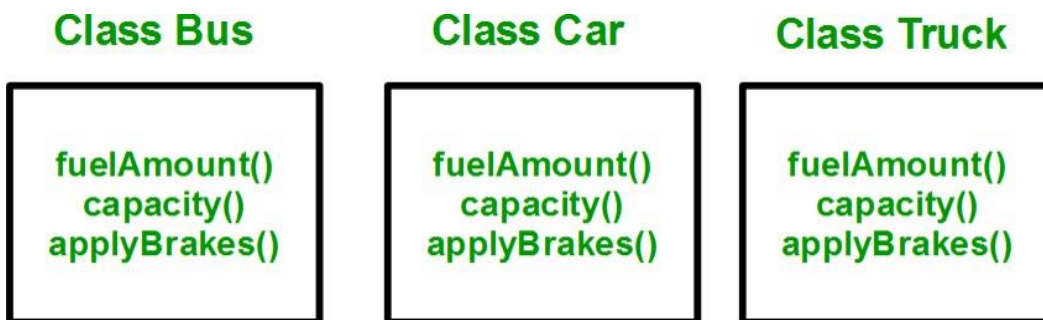 Class Bus
fuelAmount()
capacity()
applyBrakes()
Class Car
fuelAmount()
capacity()
applyBrakes()
Class Truck
fuelAmount()
capacity()
applyBrakes()